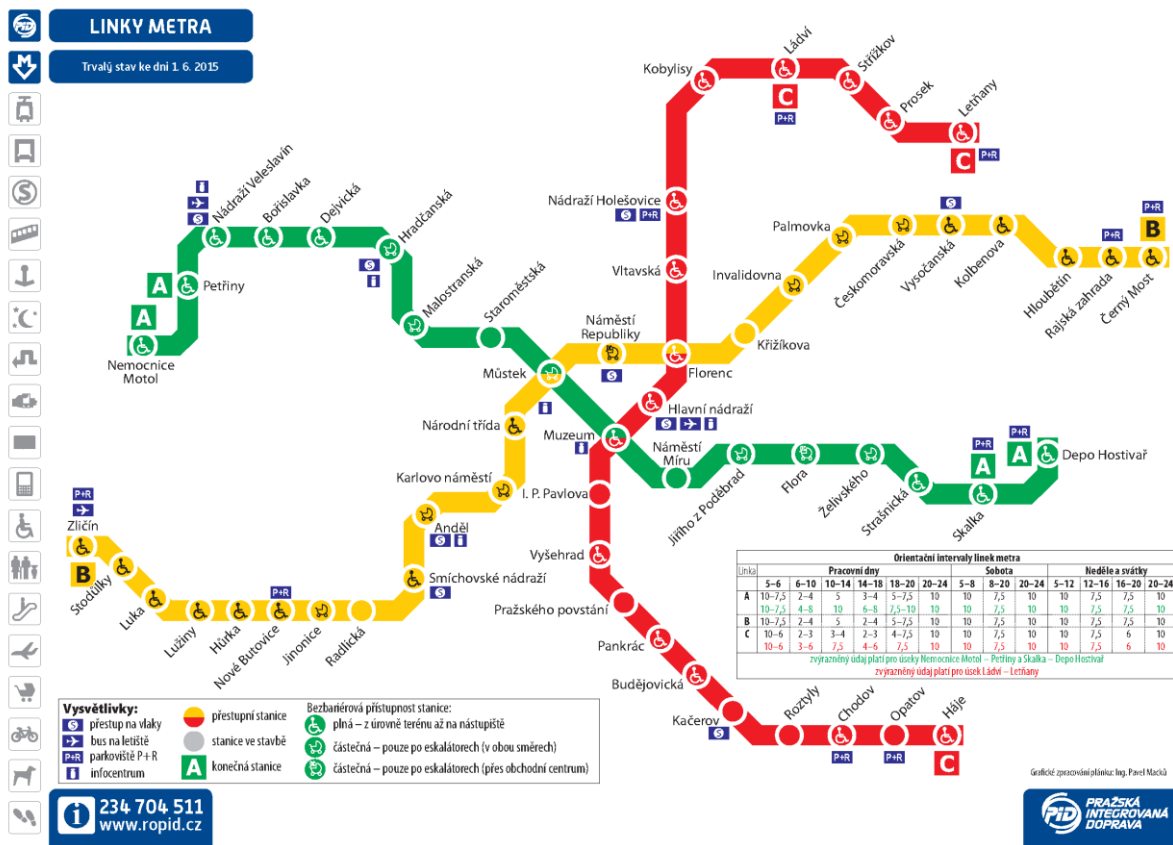 PiD
LINKY METRA
Trvalý stav ke dni 1. 6. 2015
Kobylisy
Ládví
C
P+R
Střížkov
Prosek
Letňany
C
P+R
Nádraží Holešovice
S P+R
Vltavská
Nádraží Veleslavín
S
Bořislavka
Dejvická
Hradčanská
S
i
Petřiny
A
A
Nemocnice
Motol
Malostranská
Staroměstská
Můstek
i
Náměstí
Republiky
S
Florenc
Křižíkova
Invalidovna
Palmovka
Českomoravská
Vysočanská
S
Kolbenova
Hloubětín
Rajská zahrada
P+R
Černý Most
P+R
B
Hlavní nádraží
S i
Muzeum
i
Náměstí
Míru
Jiřího z Poděbrad
Flora
Želivského
Strašnická
Skalka
P+R
A
P+R
A
Depo Hostivař
Národní třída
Karlovo náměstí
Anděl
S i
Smíchovské nádraží
S
Radlická
Jinonice
Nové Butovice
P+R
Hůrka
Lužiny
Luka
Stodůlky
P+R
Zličín
B
I. P. Pavlova
Vyšehrad
Pražského povstání
Pankrác
Budějovická
Kačerov
S
Roztyly
Chodov
P+R
Opatov
P+R
Háje
C
Orientační intervaly linek metra
Linka Pracovní dny Sobota Neděle a svátky
5–6 6–10 10–14 14–18 18–20 20–24 5–8 8–20 20–24 5–12 12–16 16–20 20–24
A 10–7,5 2–4 5 3–4 5–7,5 10 10 7,5 10 10 7,5 7,5 10
10–7,5 4–8 10 6–8 7,5–10 10 10 7,5 10 10 7,5 7,5 10
B 10–7,5 2–4 5 2–4 5–7,5 10 10 7,5 10 10 7,5 7,5 10
C 10–6 2–3 3–4 2–3 4–7,5 10 10 7,5 10 10 7,5 6 10
10–6 3–6 7,5 4–6 7,5 10 10 7,5 10 10 7,5 6 10
zvýrazněný údaj platí pro úseky Nemocnice Motol – Petřiny a Skalka – Depo Hostivař
zvýrazněný údaj platí pro úsek Ládví – Letňany
Vysvětlivky:
S přestup na vlaky
bus na letiště
P+R parkoviště P+R
i infocentrum
přestupní stanice
stanice ve stavbě
A konečná stanice
Bezbariérová přístupnost stanice:
plná – z úrovně terénu až na nástupiště
částečná – pouze po eskalátorech (v obou směrech)
částečná – pouze po eskalátorech (přes obchodní centrum)
i 234 704 511
www.ropid.cz
Grafické zpracování plánku: Ing. Pavel Macků
PiD PRAŽSKÁ
INTEGROVANÁ
DOPRAVA